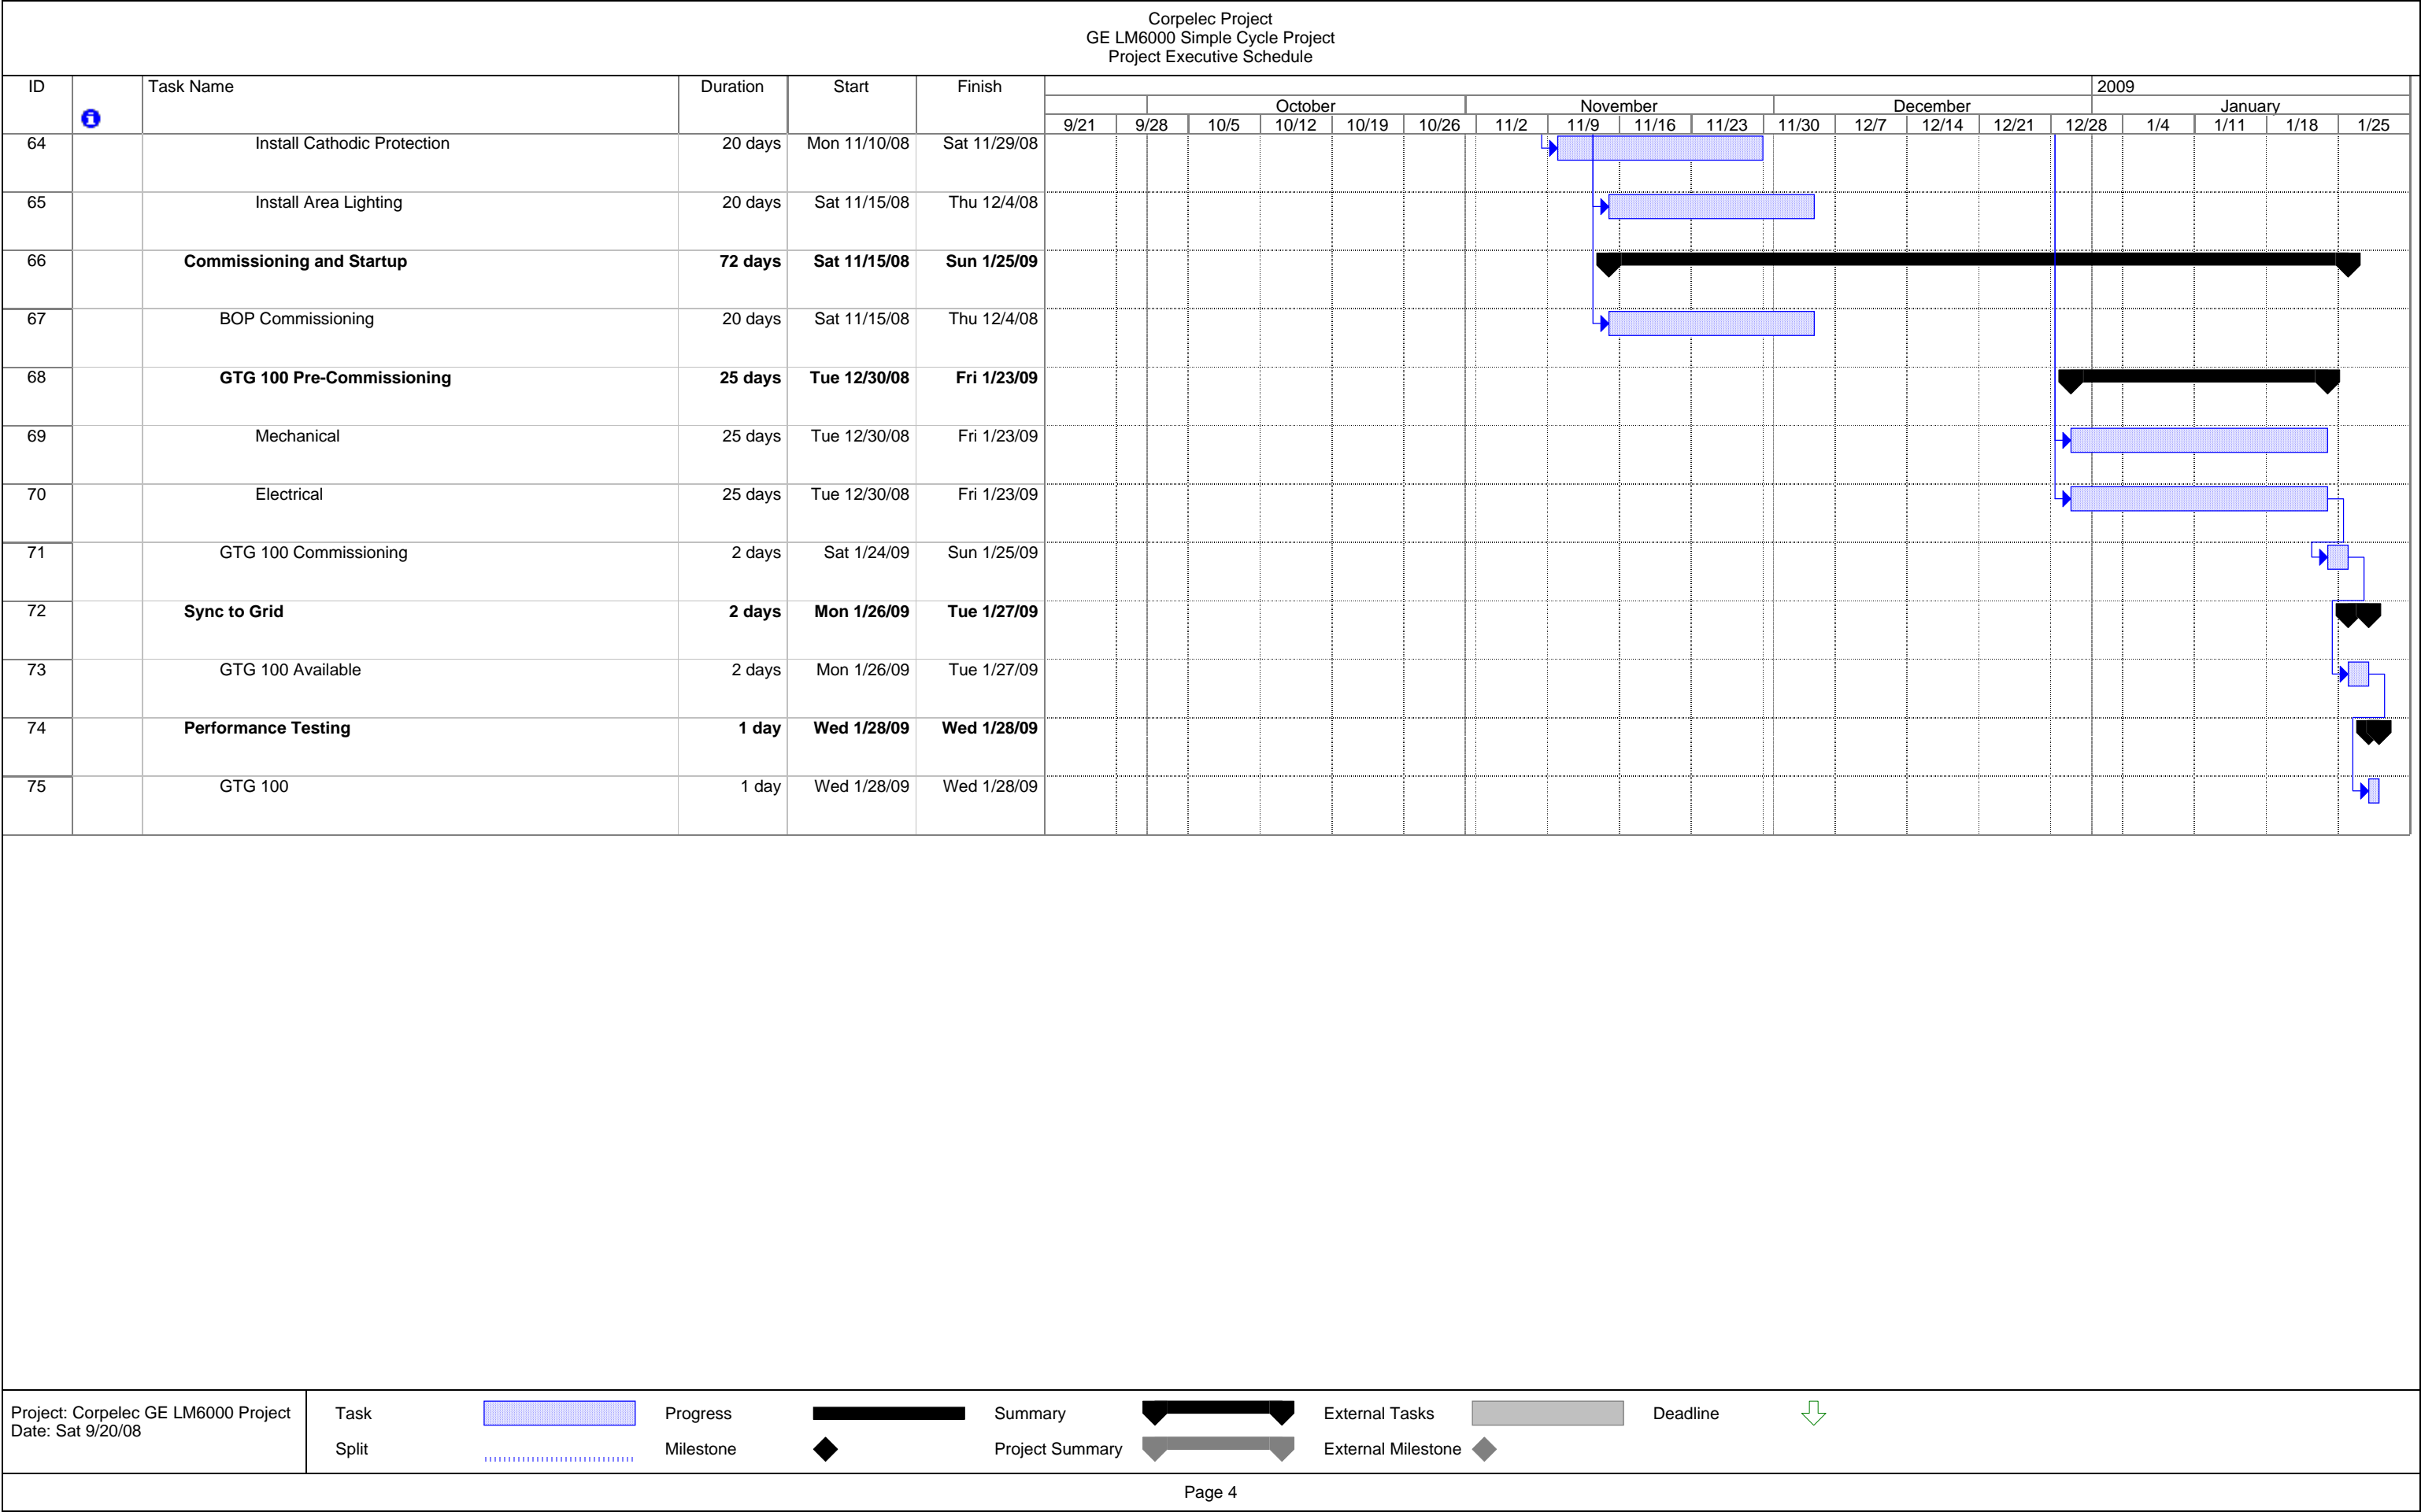 Corpelec Project
GE LM6000 Simple Cycle Project
Project Executive Schedule
ID Task Name Duration Start Finish 2009
October November December January
9/21 9/28 10/5 10/12 10/19 10/26 11/2 11/9 11/16 11/23 11/30 12/7 12/14 12/21 12/28 1/4 1/11 1/18 1/25
64 Install Cathodic Protection 20 days Mon 11/10/08 Sat 11/29/08
65 Install Area Lighting 20 days Sat 11/15/08 Thu 12/4/08
66 Commissioning and Startup 72 days Sat 11/15/08 Sun 1/25/09
67 BOP Commissioning 20 days Sat 11/15/08 Thu 12/4/08
68 GTG 100 Pre-Commissioning 25 days Tue 12/30/08 Fri 1/23/09
69 Mechanical 25 days Tue 12/30/08 Fri 1/23/09
70 Electrical 25 days Tue 12/30/08 Fri 1/23/09
71 GTG 100 Commissioning 2 days Sat 1/24/09 Sun 1/25/09
72 Sync to Grid 2 days Mon 1/26/09 Tue 1/27/09
73 GTG 100 Available 2 days Mon 1/26/09 Tue 1/27/09
74 Performance Testing 1 day Wed 1/28/09 Wed 1/28/09
75 GTG 100 1 day Wed 1/28/09 Wed 1/28/09
Project: Corpelec GE LM6000 Project
Date: Sat 9/20/08
Task Progress Summary External Tasks Deadline
Split Milestone Project Summary External Milestone
Page 4